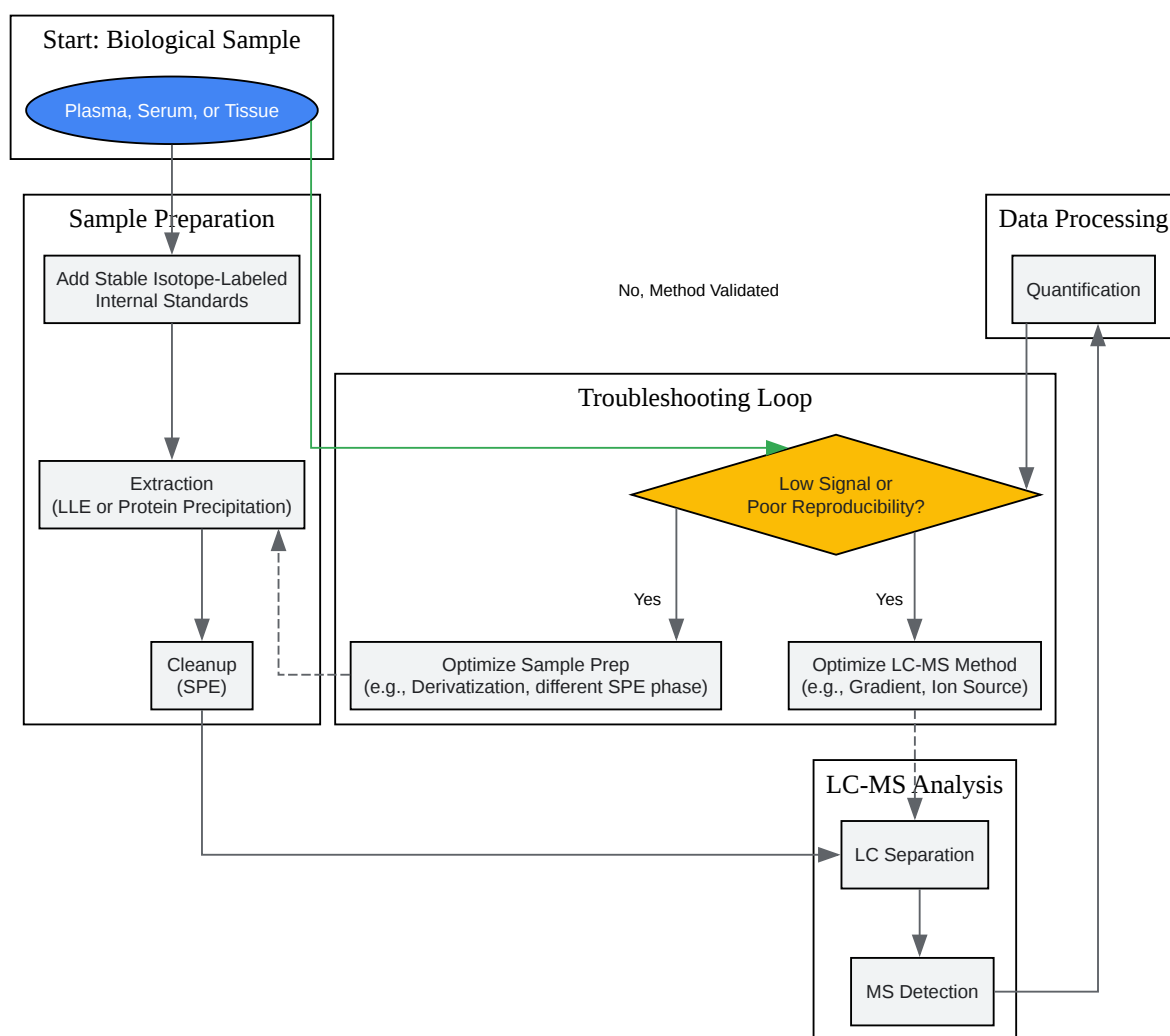 Start: Biological Sample
Plasma, Serum, or Tissue
Sample Preparation
Add Stable Isotope-Labeled
Internal Standards
Extraction
(LLE or Protein Precipitation)
Cleanup
(SPE)
No, Method Validated
Data Processing
Quantification
Troubleshooting Loop
Low Signal or
Poor Reproducibility?
Yes
Yes
Optimize Sample Prep
(e.g., Derivatization, different SPE phase)
Optimize LC-MS Method
(e.g., Gradient, Ion Source)
LC-MS Analysis
LC Separation
MS Detection